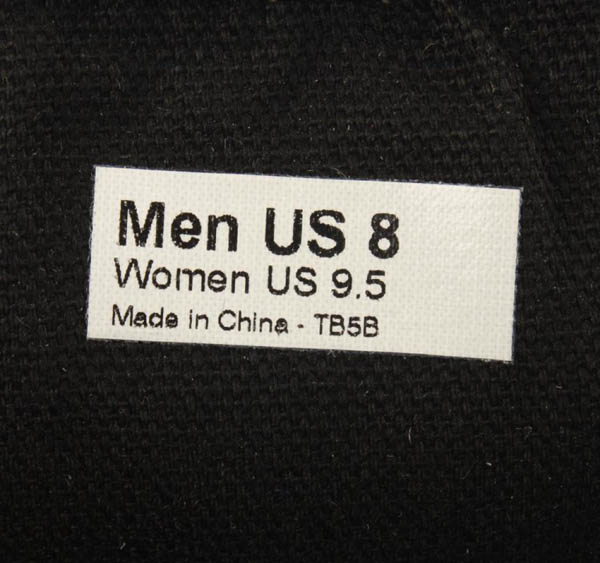 Men US 8
Women US 9.5
Made in China - TB5B